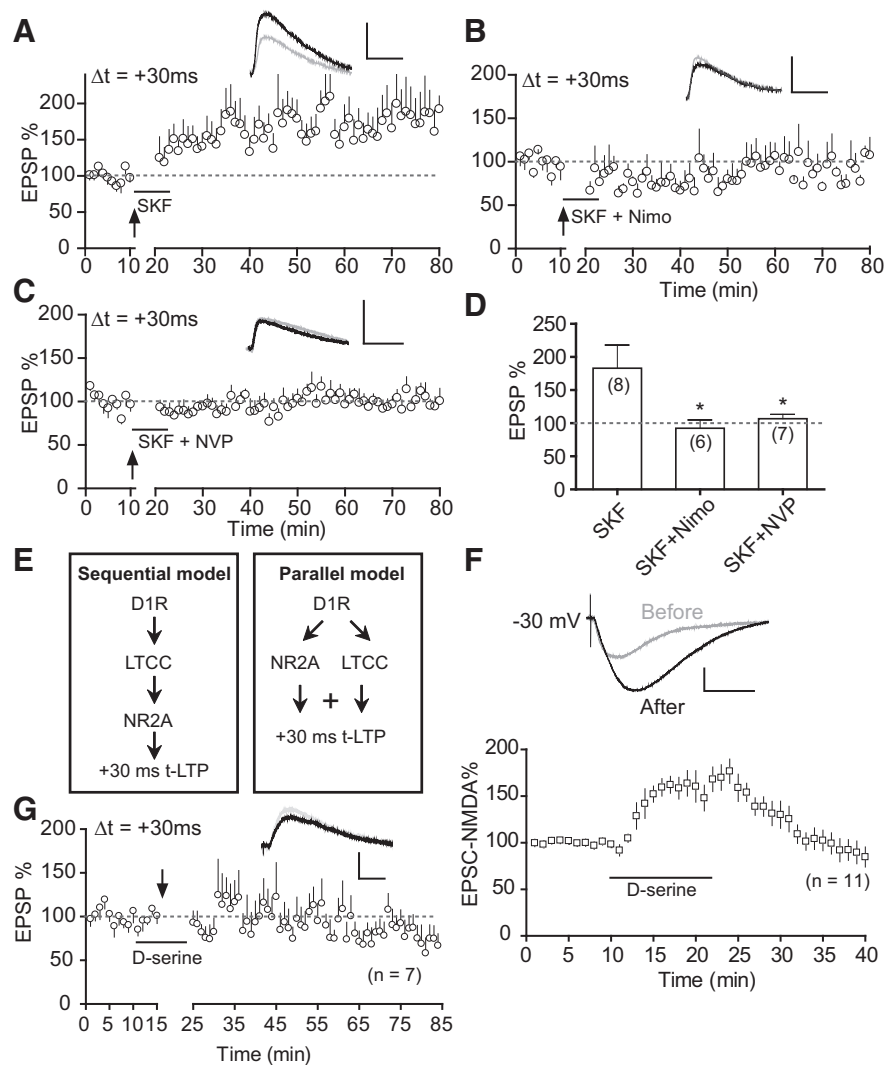 A
Δt = +30ms
EPSP %
200
150
100
50
0
SKF
0 10 20 30 40 50 60 70 80
Time (min)
B
Δt = +30ms
EPSP %
200
150
100
50
0
SKF + Nimo
0 10 20 30 40 50 60 70 80
Time (min)
C
Δt = +30ms
EPSP %
200
150
100
50
0
SKF + NVP
0 10 20 30 40 50 60 70 80
Time (min)
D
EPSP %
250
200
150
100
50
0
(8)
*
(6)
*
(7)
SKF
SKF+Nimo
SKF+NVP
E
Sequential model
D1R
LTCC
NR2A
+30 ms t-LTP
Parallel model
D1R
NR2A LTCC
+
+30 ms t-LTP
F
-30 mV
Before
After
EPSC-NMDA%
200
150
100
50
0
D-serine
(n = 11)
0 5 10 15 20 25 30 35 40
Time (min)
G
Δt = +30ms
EPSP %
200
150
100
50
0
D-serine
(n = 7)
0 5 10 15 25 35 45 55 65 75 85
Time (min)